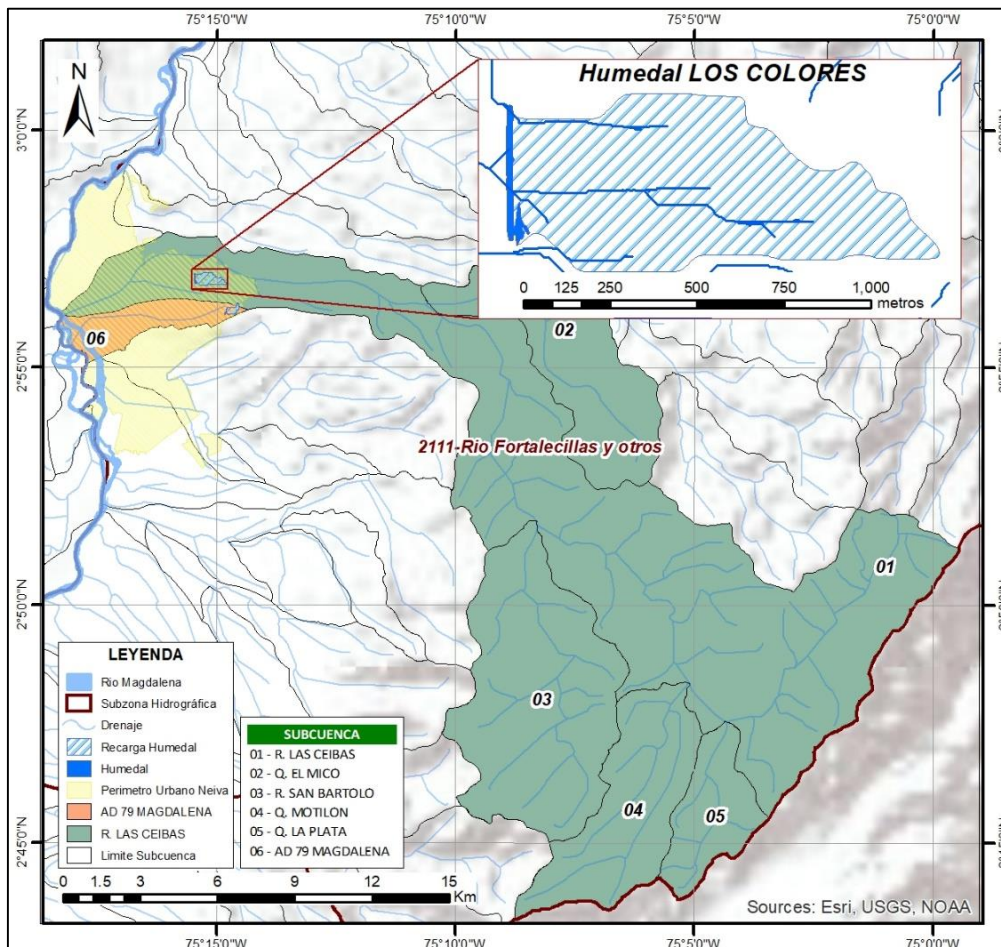 75°15'0"W 75°10'0"W 75°5'0"W 75°0'0"W
N
Humedal LOS COLORES
3°0'0"N
0 125 250 500 750 1,000
metros
02
06
2°55'0"N
2111-Rio Fortalecillas y otros
01
2°50'0"N
03
04
05
2°45'0"N
LEYENDA
Rio Magdalena
Subzona Hidrográfica
Drenaje
Recarga Humedal
Humedal
Perimetro Urbano Neiva
AD 79 MAGDALENA
R. LAS CEIBAS
Limite Subcuenca
SUBCUENCA
01 - R. LAS CEIBAS
02 - Q. EL MICO
03 - R. SAN BARTOLO
04 - Q. MOTILON
05 - Q. LA PLATA
06 - AD 79 MAGDALENA
0 1.5 3 6 9 12 15
Km
Sources: Esri, USGS, NOAA
75°15'0"W 75°10'0"W 75°5'0"W 75°0'0"W